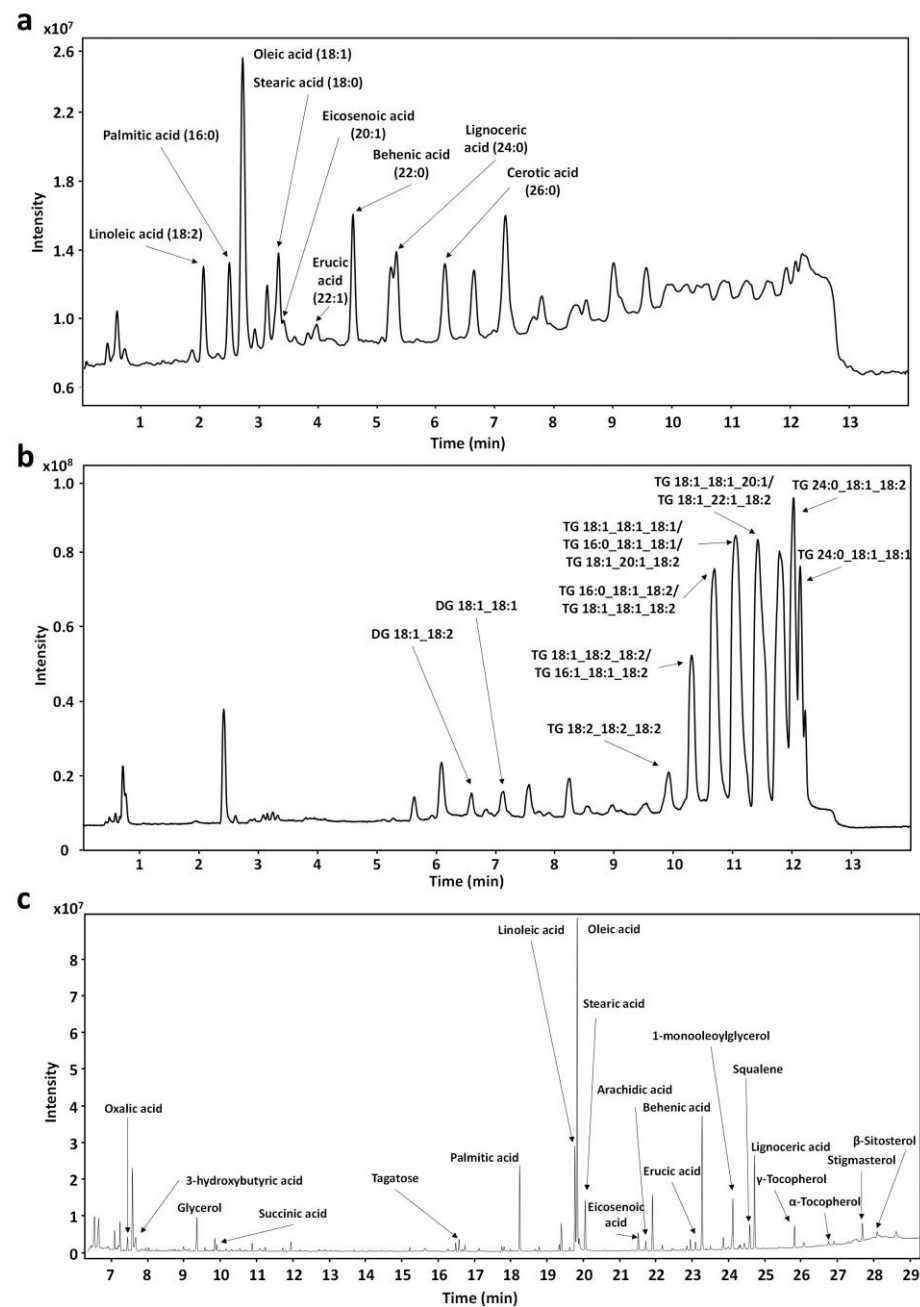 a
x10⁷
2.6
2.2
1.8
1.4
1.0
0.6
Intensity
Oleic acid (18:1)
Stearic acid (18:0)
Eicosenoic acid
(20:1)
Palmitic acid (16:0)
Behenic acid
(22:0)
Lignoceric
acid (24:0)
Cerotic acid
(26:0)
Linoleic acid (18:2)
Erucic
acid
(22:1)
1 2 3 4 5 6 7 8 9 10 11 12 13
Time (min)
b
x10⁸
1.0
0.8
0.6
0.4
0.2
0
Intensity
TG 18:1_18:1_20:1/
TG 18:1_22:1_18:2
TG 24:0_18:1_18:2
TG 18:1_18:1_18:1/
TG 16:0_18:1_18:1/
TG 18:1_20:1_18:2
TG 24:0_18:1_18:1
TG 16:0_18:1_18:2/
TG 18:1_18:1_18:2
DG 18:1_18:1
DG 18:1_18:2
TG 18:1_18:2_18:2/
TG 16:1_18:1_18:2
TG 18:2_18:2_18:2
1 2 3 4 5 6 7 8 9 10 11 12 13
Time (min)
c
x10⁷
8
7
6
5
4
3
2
1
0
Intensity
Linoleic acid
Oleic acid
Stearic acid
1-monooleoylglycerol
Squalene
Arachidic acid
Behenic acid
Oxalic acid
Lignoceric acid
β-Sitosterol
Stigmasterol
Palmitic acid
Erucic acid
γ-Tocopherol
3-hydroxybutyric acid
Tagatose
α-Tocopherol
Glycerol
Eicosenoic
acid
Succinic acid
7 8 9 10 11 12 13 14 15 16 17 18 19 20 21 22 23 24 25 26 27 28 29
Time (min)